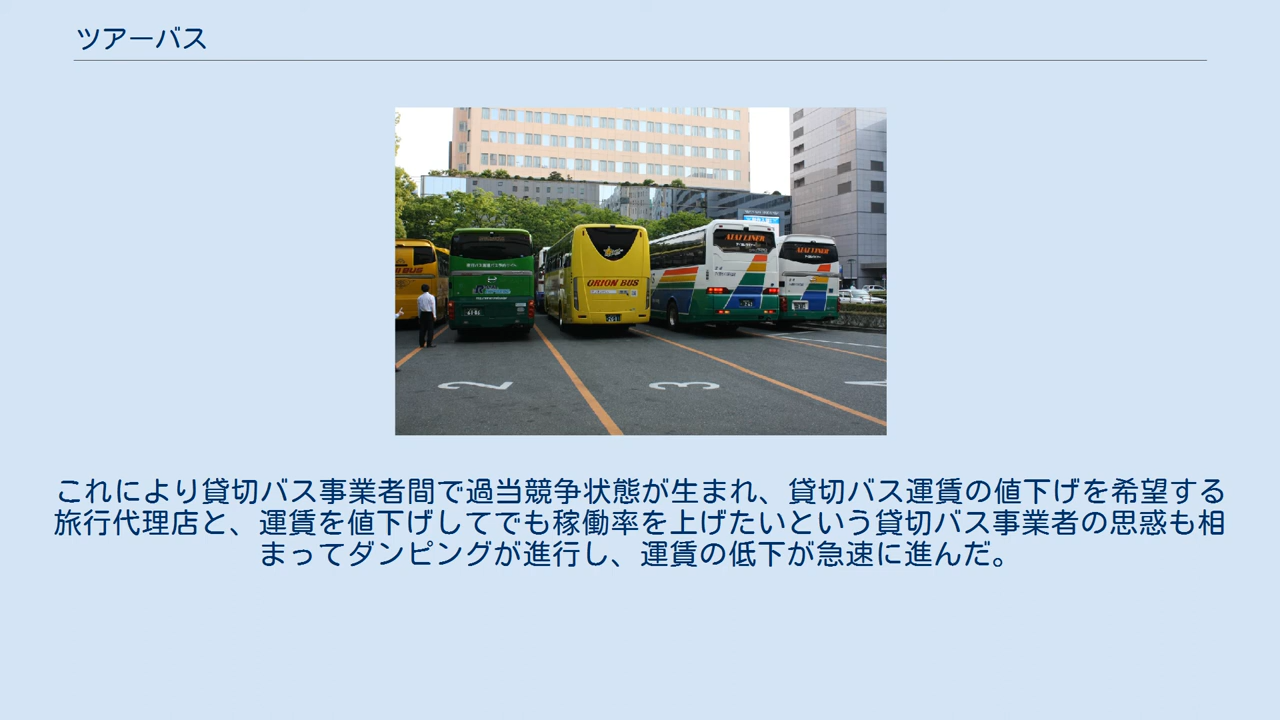 ツアーバス
ORION BUS
2
3
これにより貸切バス事業者間で過当競争状態が生まれ、貸切バス運賃の値下げを希望する
旅行代理店と、運賃を値下げしてでも稼働率を上げたいという貸切バス事業者の思惑も相
まってダンピングが進行し、運賃の低下が急速に進んだ。